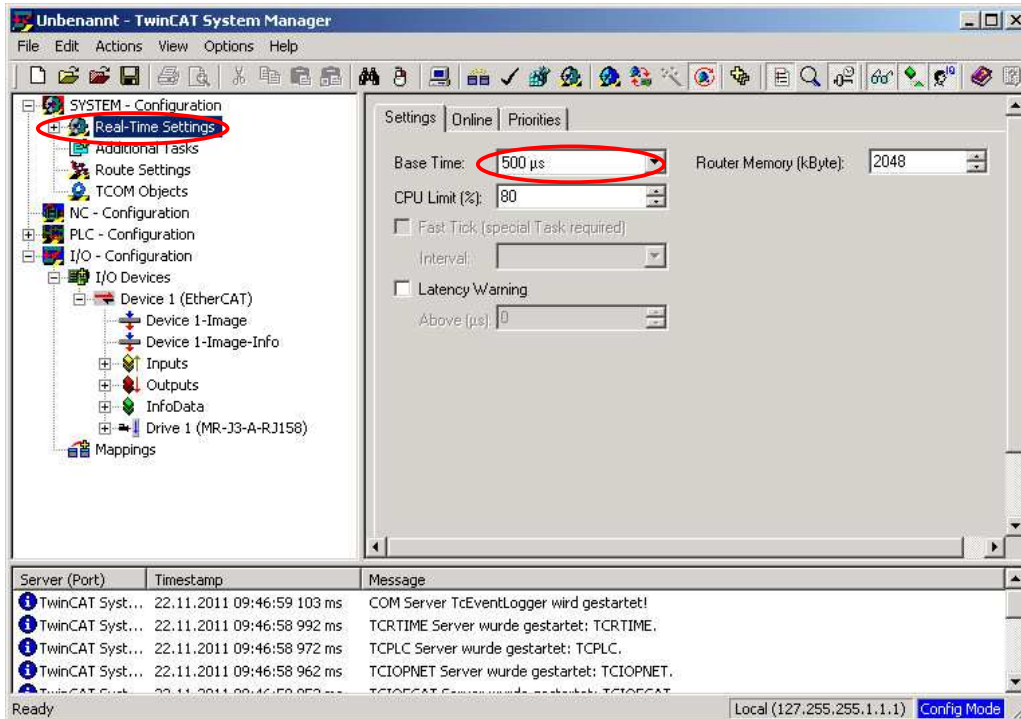 Unbenannt - TwinCAT System Manager
File Edit Actions View Options Help
SYSTEM - Configuration
Real-Time Settings
Additional Tasks
Route Settings
TCOM Objects
NC - Configuration
PLC - Configuration
I/O - Configuration
I/O Devices
Device 1 (EtherCAT)
Device 1-Image
Device 1-Image-Info
Inputs
Outputs
InfoData
Drive 1 (MR-J3-A-RJ158)
Mappings
Settings Online Priorities
Base Time: 500 µs Router Memory (kByte): 2048
CPU Limit (%): 80
Fast Tick (special Task required)
Interval:
Latency Warning
Above (µs): 0
Server (Port) Timestamp Message
TwinCAT Syst... 22.11.2011 09:46:59 103 ms COM Server TcEventLogger wird gestartet!
TwinCAT Syst... 22.11.2011 09:46:58 992 ms TCRTIME Server wurde gestartet: TCRTIME.
TwinCAT Syst... 22.11.2011 09:46:58 972 ms TCPLC Server wurde gestartet: TCPLC.
TwinCAT Syst... 22.11.2011 09:46:58 962 ms TCIOPNET Server wurde gestartet: TCIOPNET.
Ready Local (127.255.255.1.1.1) Config Mode